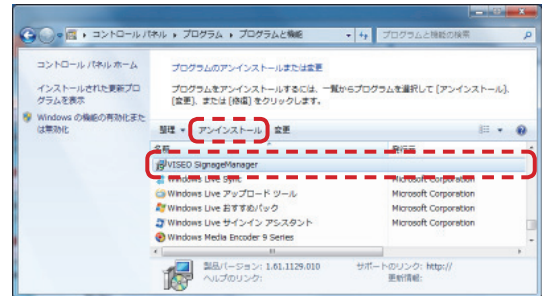 コントロール パネル ▸ プログラム ▸ プログラムと機能
プログラムと機能の検索
コントロール パネル ホーム
インストールされた更新プロ
グラムを表示
Windows の機能の有効化また
は無効化
プログラムのアンインストールまたは変更
プログラムをアンインストールするには、一覧からプログラムを選択して [アンインストール]、
[変更]、または [修復] をクリックします。
整理 アンインストール 変更
名前 発行元
VISEO SignageManager
Windows Live Sync Microsoft Corporation
Windows Live アップロード ツール Microsoft Corporation
Windows Live おすすめパック Microsoft Corporation
Windows Live サインイン アシスタント Microsoft Corporation
Windows Media Encoder 9 Series
製品バージョン: 1.61.1129.010 サポートのリンク: http://
ヘルプのリンク: 更新情報: